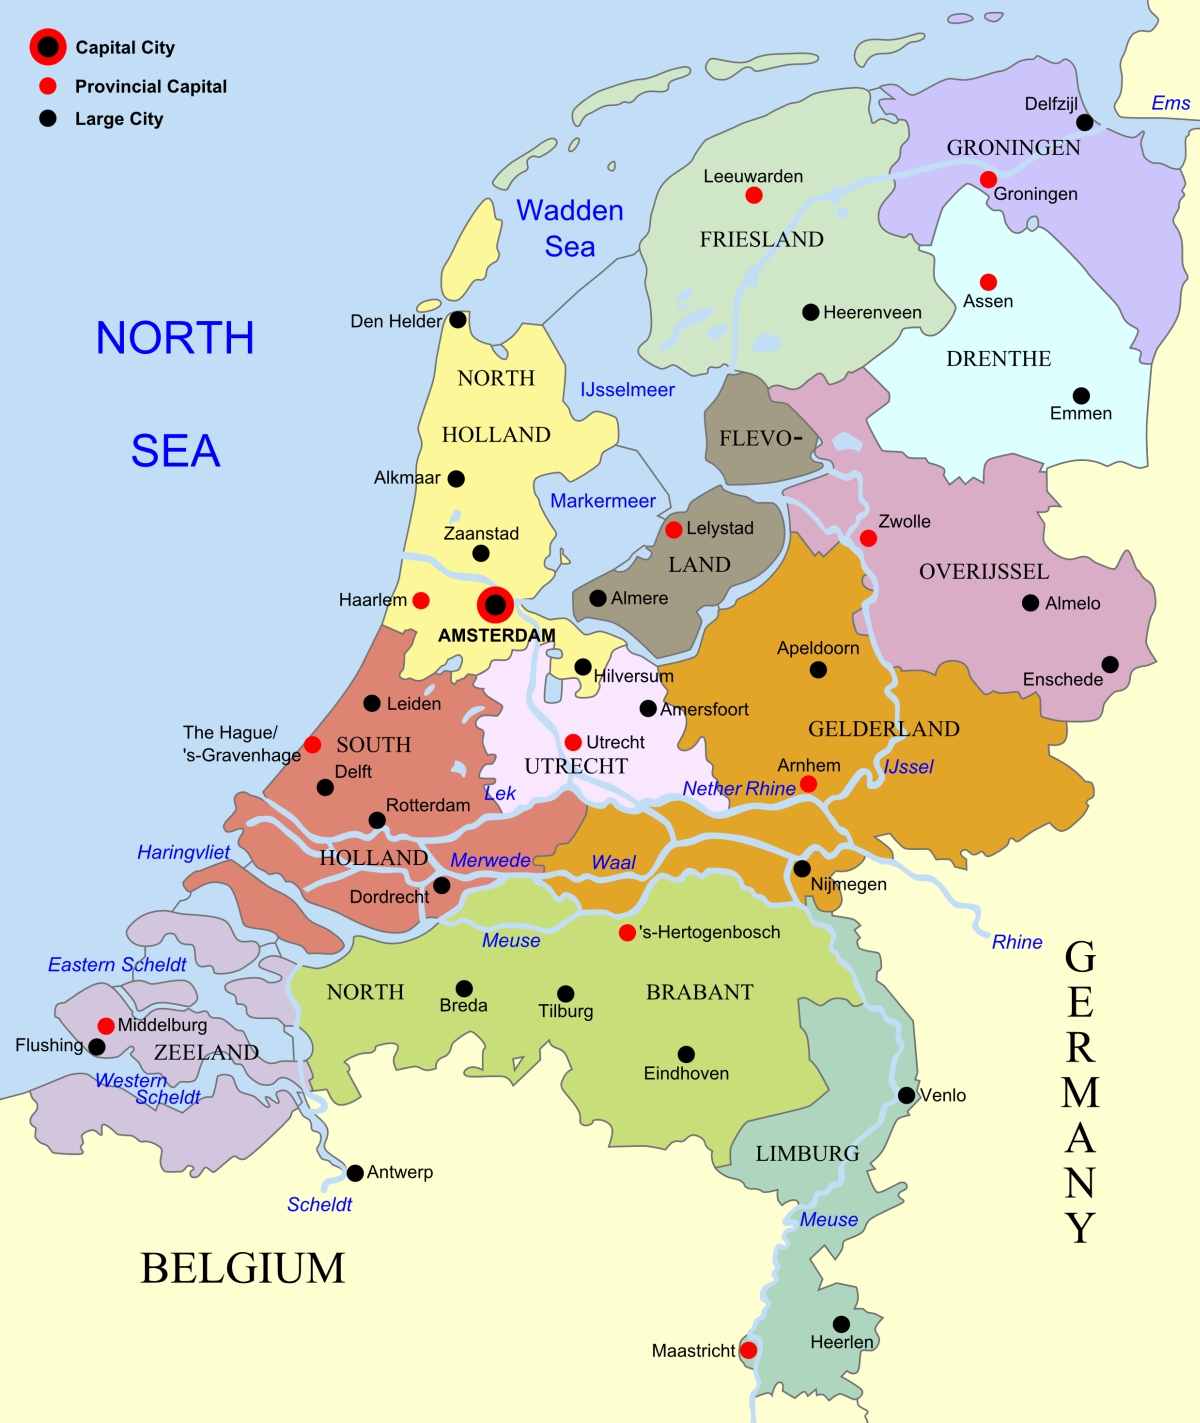 Capital City
Provincial Capital
Large City
Delfzijl
Ems
GRONINGEN
Leeuwarden
Groningen
Wadden
Sea
FRIESLAND
Assen
Heerenveen
Den Helder
NORTH
SEA
DRENTHE
NORTH
HOLLAND
IJsselmeer
Emmen
FLEVO-
LAND
Alkmaar
Markermeer
Lelystad
Zwolle
Zaanstad
OVERIJSSEL
Haarlem
Almere
Almelo
AMSTERDAM
Apeldoorn
Hilversum
Enschede
Leiden
Amersfoort
GELDERLAND
The Hague/
's-Gravenhage
SOUTH
HOLLAND
Utrecht
UTRECHT
Delft
Arnhem
IJssel
Nether Rhine
Lek
Rotterdam
Haringvliet
Merwede
Waal
Dordrecht
Nijmegen
Meuse
's-Hertogenbosch
Rhine
GERMANY
Eastern Scheldt
NORTH
BRABANT
Breda
Tilburg
Middelburg
Flushing
ZEELAND
Western
Scheldt
Eindhoven
Venlo
LIMBURG
Antwerp
Scheldt
Meuse
BELGIUM
Maastricht
Heerlen